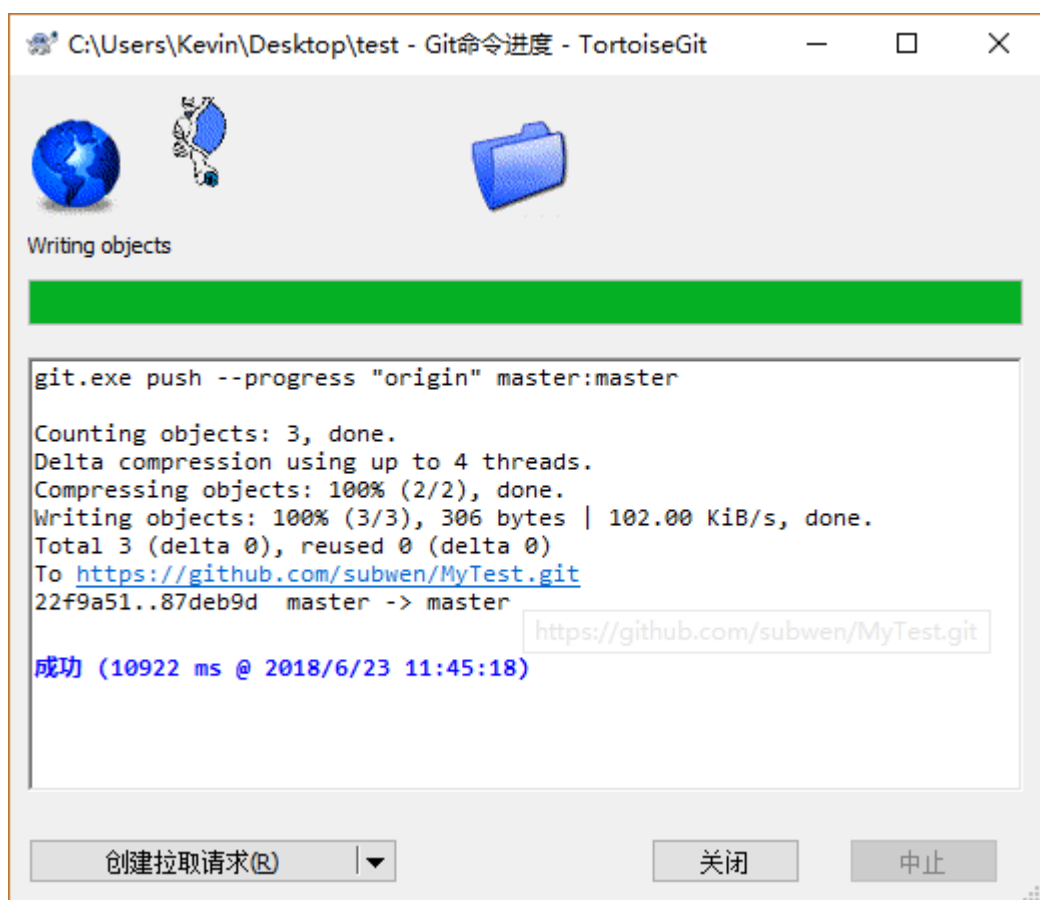 C:\Users\Kevin\Desktop\test - Git命令进度 - TortoiseGit
Writing objects
git.exe push --progress "origin" master:master
Counting objects: 3, done.
Delta compression using up to 4 threads.
Compressing objects: 100% (2/2), done.
Writing objects: 100% (3/3), 306 bytes | 102.00 KiB/s, done.
Total 3 (delta 0), reused 0 (delta 0)
To https://github.com/subwen/MyTest.git
22f9a51..87deb9d  master -> master
https://github.com/subwen/MyTest.git
成功 (10922 ms @ 2018/6/23 11:45:18)
创建拉取请求(R)
关闭
中止